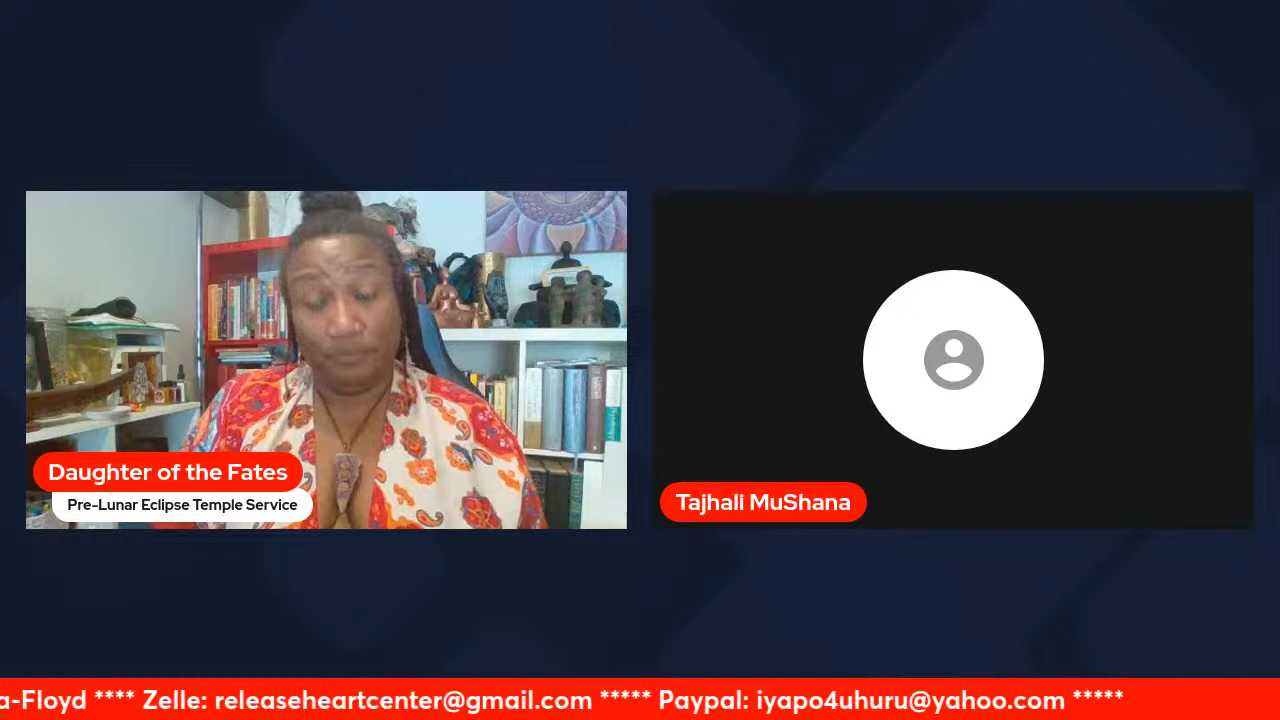 Daughter of the Fates
Pre-Lunar Eclipse Temple Service
Tajhali MuShana
a-Floyd **** Zelle: releaseheartcenter@gmail.com ***** Paypal: iyapo4uhuru@yahoo.com *****